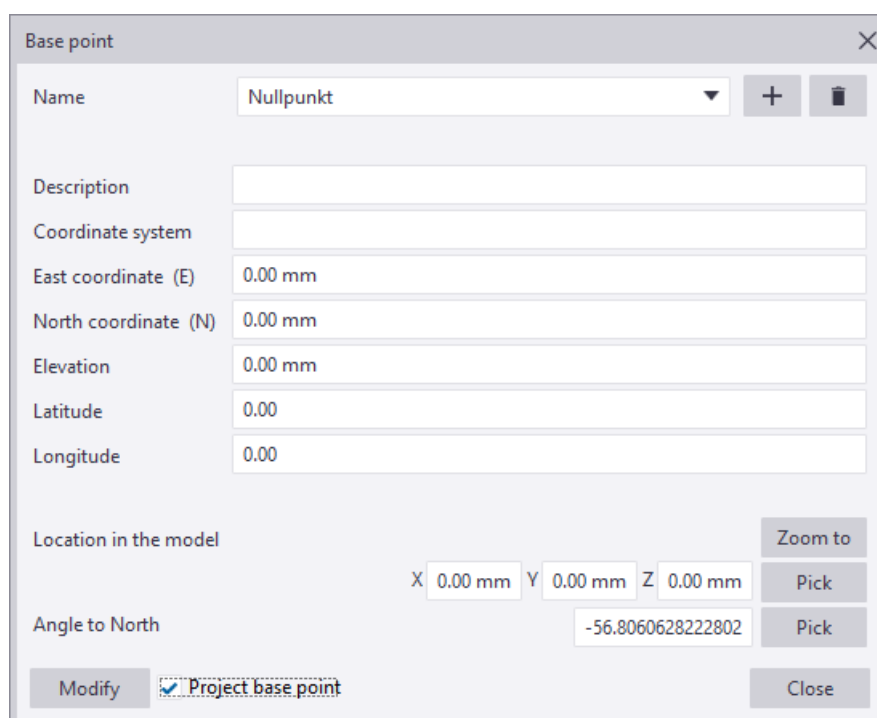 Base point
Name Nullpunkt
Description
Coordinate system
East coordinate (E) 0.00 mm
North coordinate (N) 0.00 mm
Elevation 0.00 mm
Latitude 0.00
Longitude 0.00
Location in the model Zoom to
X 0.00 mm Y 0.00 mm Z 0.00 mm Pick
Angle to North -56.8060628222802 Pick
Modify Project base point Close